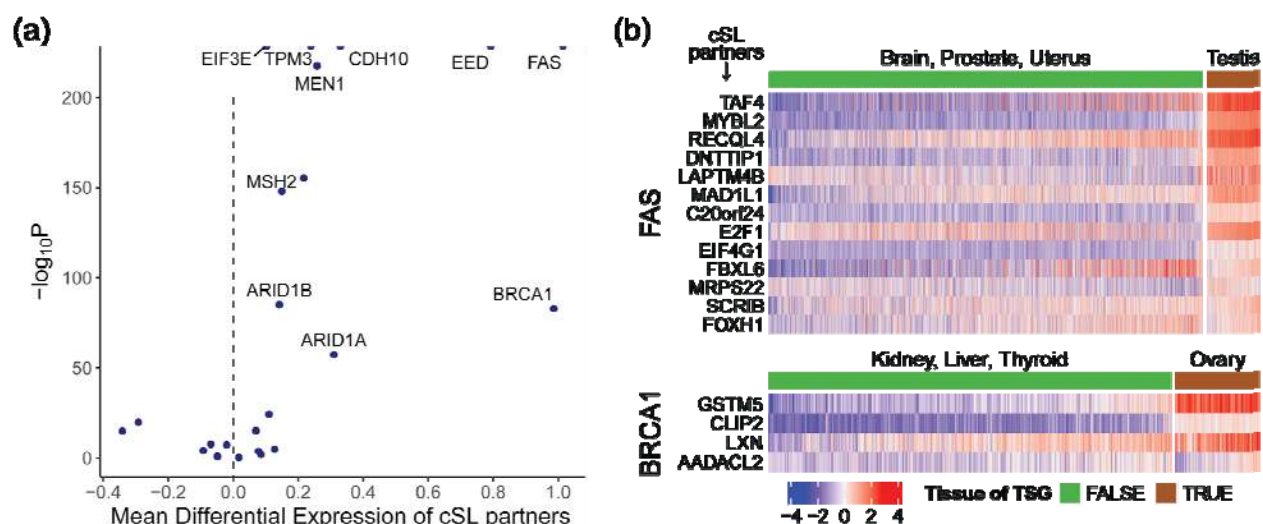 (a)
EIF3E TPM3 CDH10 EED FAS
MEN1
200
MSH2
150
100
ARID1B
BRCA1
ARID1A
50
0
−log10P
−0.4 −0.2 0.0 0.2 0.4 0.6 0.8 1.0
Mean Differential Expression of cSL partners
(b)
cSL
partners
↓
Brain, Prostate, Uterus Testis
FAS
TAF4
MYBL2
RECQL4
DNTTIP1
LAPTM4B
MAD1L1
C20orf24
E2F1
EIF4G1
FBXL6
MRPS22
SCRIB
FOXH1
Kidney, Liver, Thyroid Ovary
BRCA1
GSTM5
CLIP2
LXN
AADACL2
−4 −2 0 2 4
Tissue of TSG FALSE TRUE